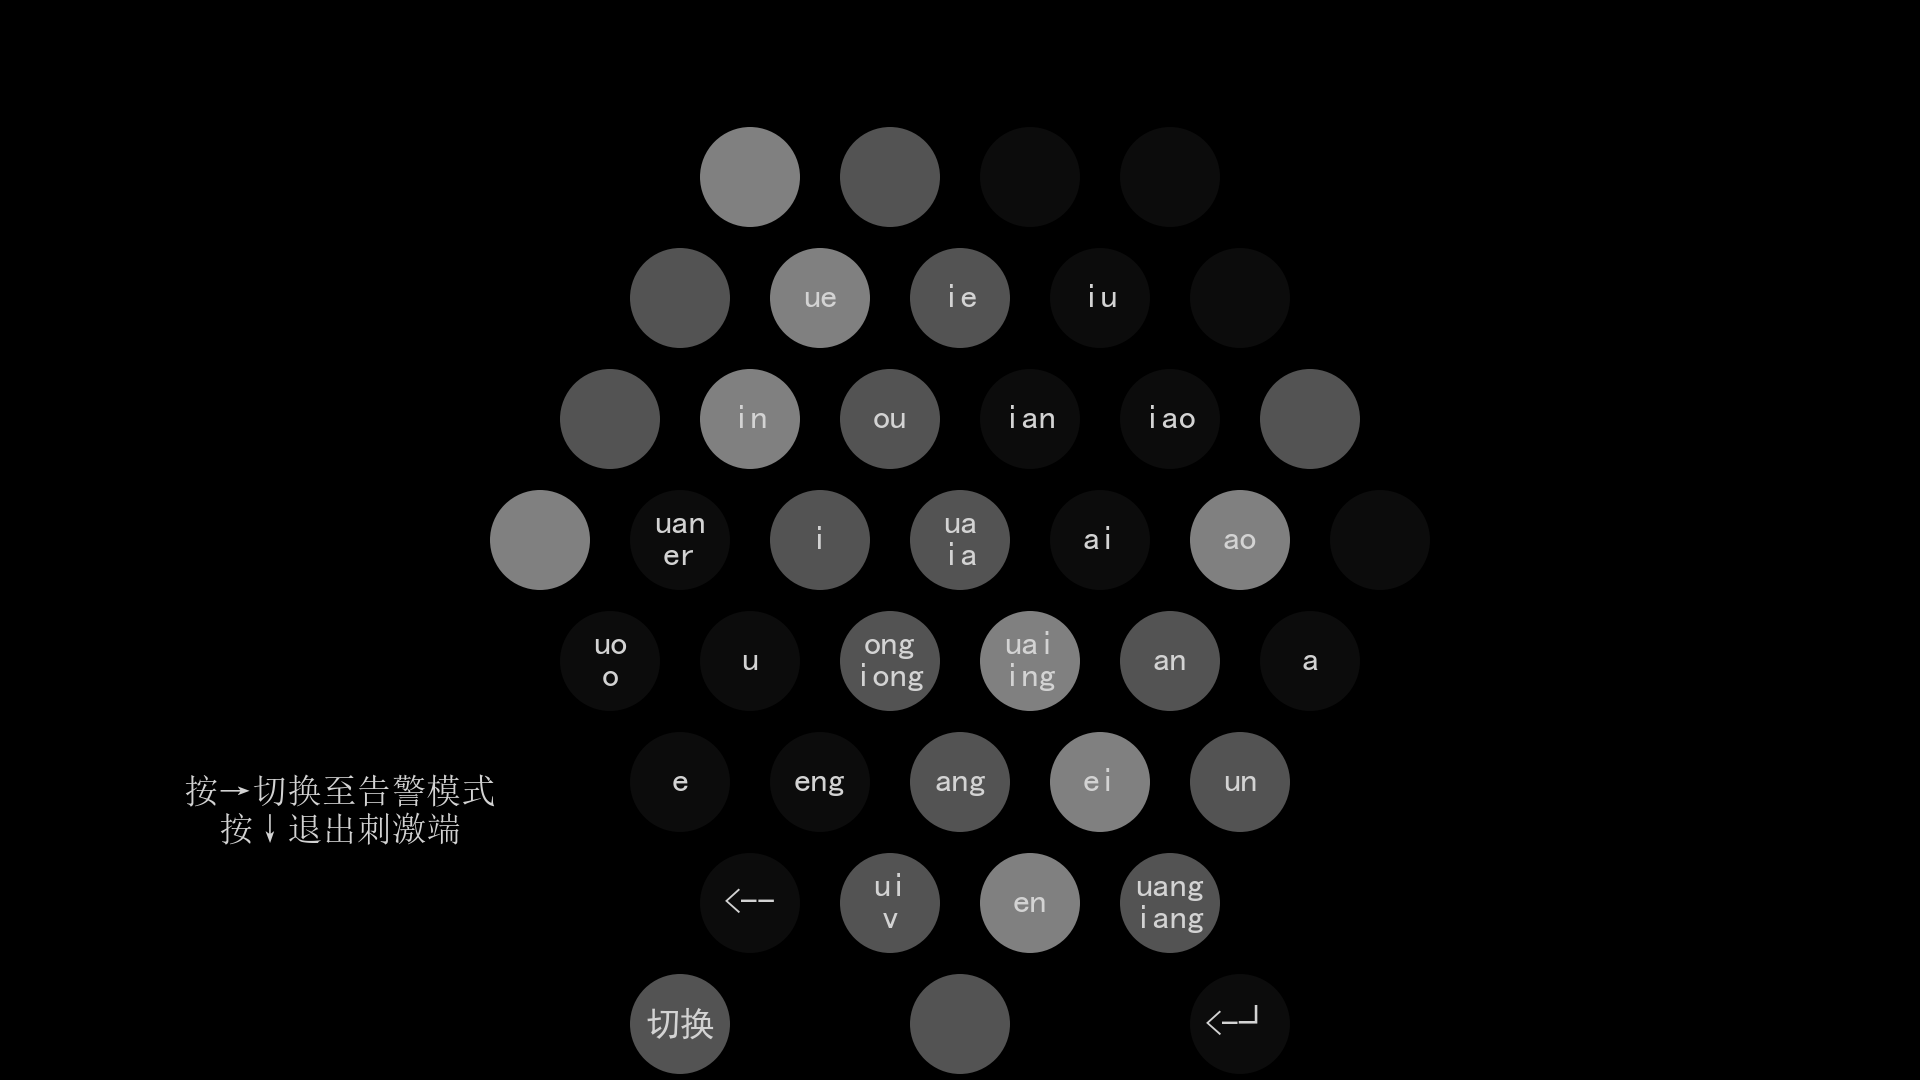 ue
ie
iu
in
ou
ian
iao
uan
er
i
ua
ia
ai
ao
uo
o
u
ong
iong
uai
ing
an
a
e
eng
ang
ei
un
按→切换至告警模式
按↓退出刺激端
<--
ui
v
en
uang
iang
切换
<-┘